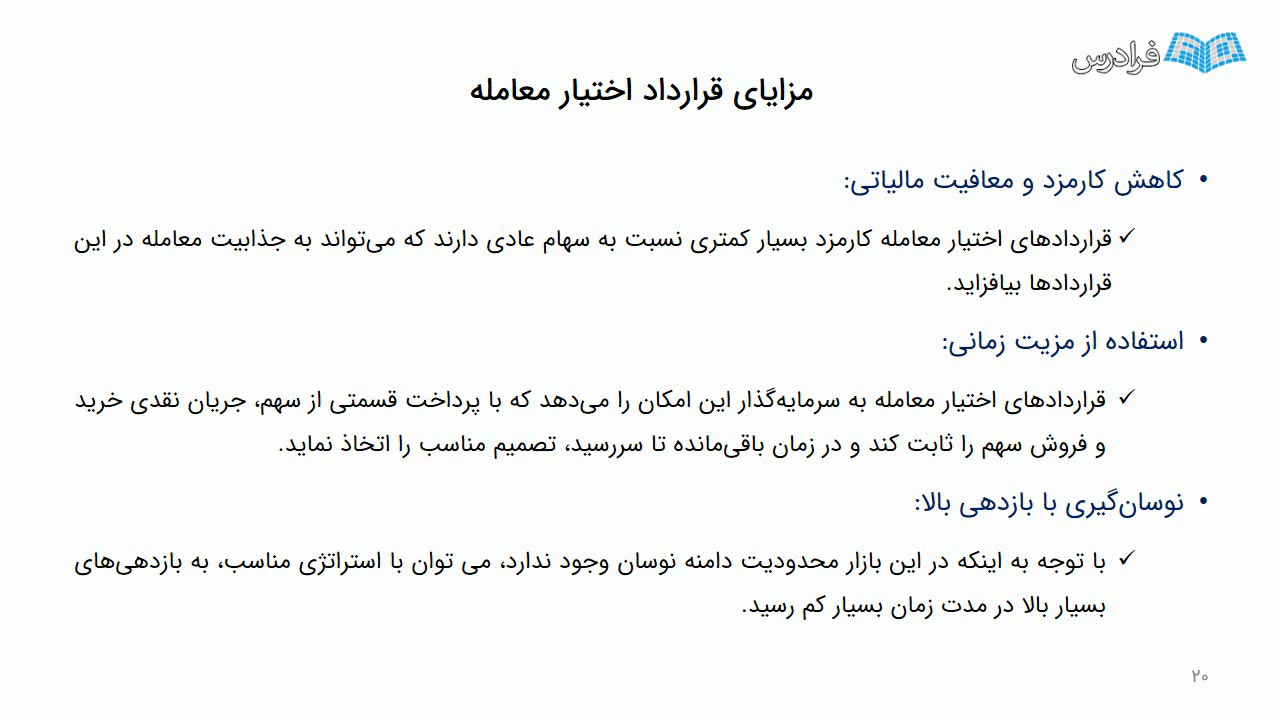 فرادرس
مزایای قرارداد اختیار معامله
• کاهش کارمزد و معافیت مالیاتی:
✓ قراردادهای اختیار معامله کارمزد بسیار کمتری نسبت به سهام عادی دارند که می‌تواند به جذابیت معامله در این
قراردادها بیافزاید.
• استفاده از مزیت زمانی:
✓ قراردادهای اختیار معامله به سرمایه‌گذار این امکان را می‌دهد که با پرداخت قسمتی از سهم، جریان نقدی خرید
و فروش سهم را ثابت کند و در زمان باقی‌مانده تا سررسید، تصمیم مناسب را اتخاذ نماید.
• نوسان‌گیری با بازدهی بالا:
✓ با توجه به اینکه در این بازار محدودیت دامنه نوسان وجود ندارد، می توان با استراتژی مناسب، به بازدهی‌های
بسیار بالا در مدت زمان بسیار کم رسید.
۲۰